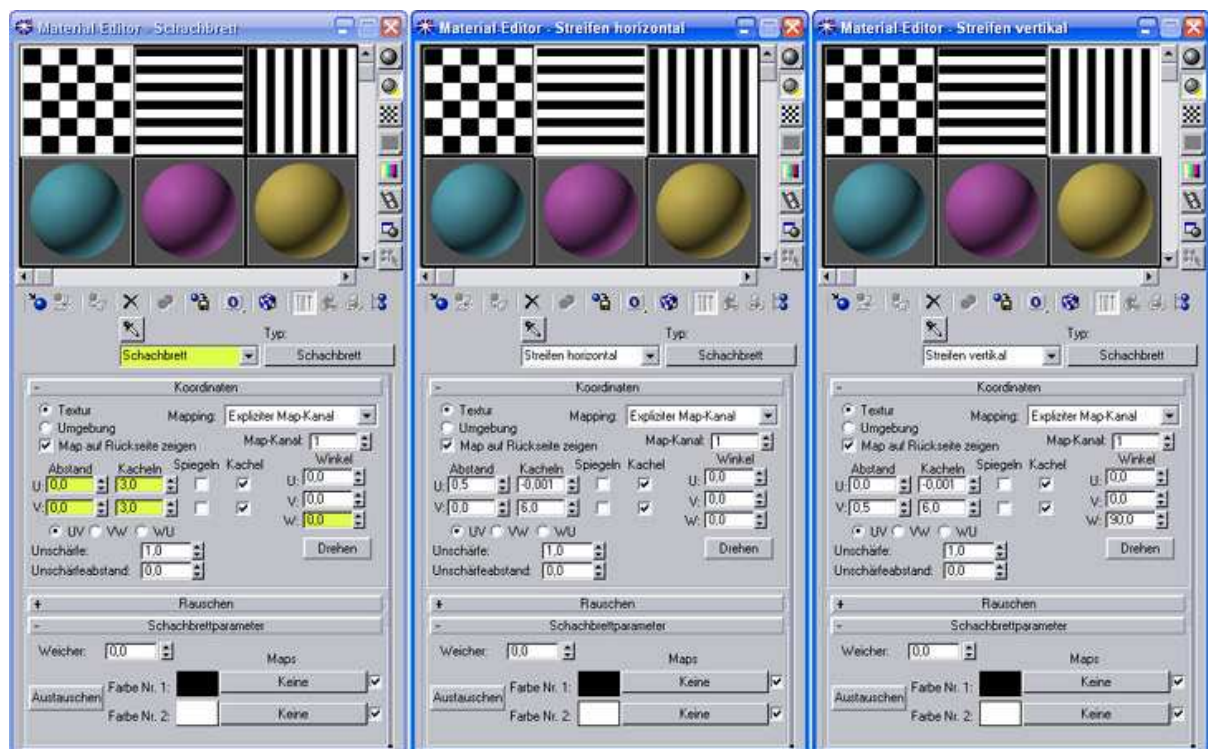 Material Editor - Schachbrett
Typ:
Schachbrett
Schachbrett
Koordinaten
Textur
Umgebung
Mapping: Expliziter Map-Kanal
Map auf Rückseite zeigen
Map-Kanal: 1
Abstand Kacheln Spiegeln Kachel Winkel
U: 0,0 3,0 U: 0,0
V: 0,0 3,0 V: 0,0
W: 0,0
UV VW WU
Unschärfe: 1,0
Drehen
Unschärfeabstand: 0,0
+ Rauschen
- Schachbrettparameter
Weicher: 0,0
Maps
Austauschen
Farbe Nr. 1: Keine
Farbe Nr. 2: Keine
Material Editor - Streifen horizontal
Typ:
Streifen horizontal
Schachbrett
- Koordinaten
Textur
Umgebung
Mapping: Expliziter Map-Kanal
Map auf Rückseite zeigen
Map-Kanal: 1
Abstand Kacheln Spiegeln Kachel Winkel
U: 0,5 -0,001 U: 0,0
V: 0,0 6,0 V: 0,0
W: 0,0
UV VW WU
Unschärfe: 1,0
Drehen
Unschärfeabstand: 0,0
+ Rauschen
- Schachbrettparameter
Weicher: 0,0
Maps
Austauschen
Farbe Nr. 1: Keine
Farbe Nr. 2: Keine
Material Editor - Streifen vertikal
Typ:
Streifen vertikal
Schachbrett
- Koordinaten
Textur
Umgebung
Mapping: Expliziter Map-Kanal
Map auf Rückseite zeigen
Map-Kanal: 1
Abstand Kacheln Spiegeln Kachel Winkel
U: 0,0 -0,001 U: 0,0
V: 0,5 6,0 V: 0,0
W: 90,0
UV VW WU
Unschärfe: 1,0
Drehen
Unschärfeabstand: 0,0
+ Rauschen
- Schachbrettparameter
Weicher: 0,0
Maps
Austauschen
Farbe Nr. 1: Keine
Farbe Nr. 2: Keine